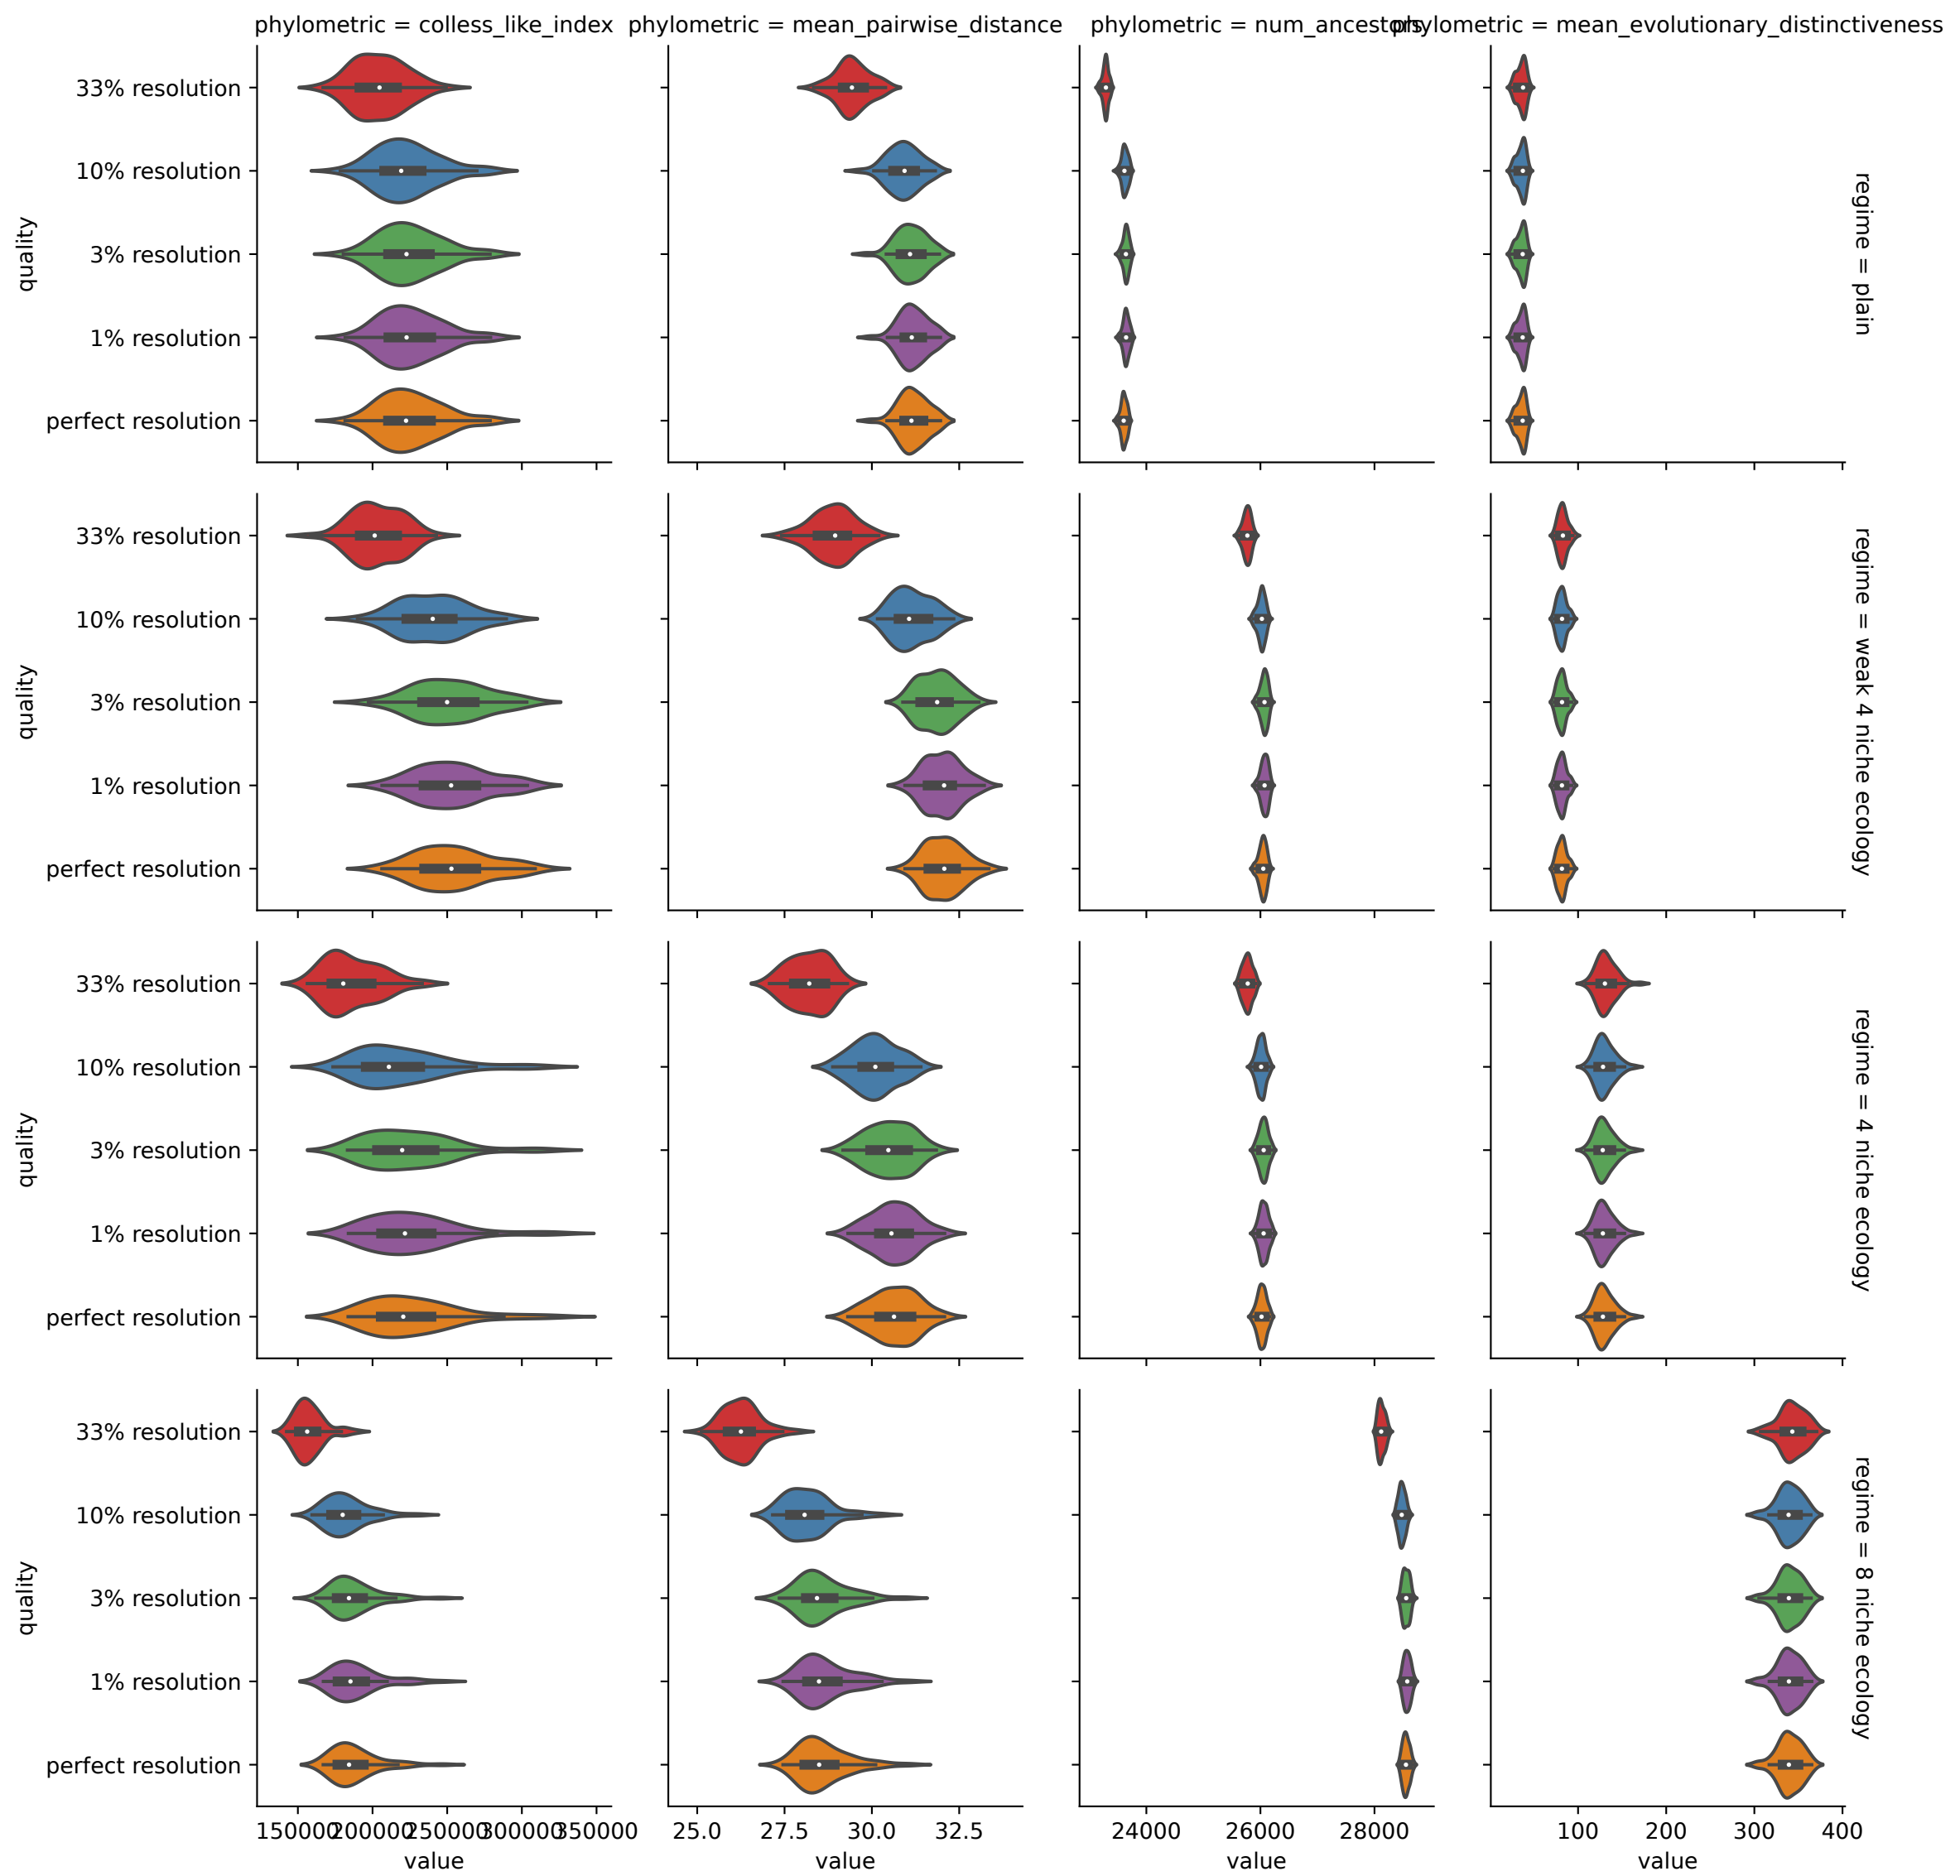 phylometric = colless_like_index
phylometric = mean_pairwise_distance
phylometric = num_ancestors
phylometric = mean_evolutionary_distinctiveness
quality
33% resolution
10% resolution
3% resolution
1% resolution
perfect resolution
regime = plain
quality
33% resolution
10% resolution
3% resolution
1% resolution
perfect resolution
regime = weak 4 niche ecology
quality
33% resolution
10% resolution
3% resolution
1% resolution
perfect resolution
regime = 4 niche ecology
quality
33% resolution
10% resolution
3% resolution
1% resolution
perfect resolution
regime = 8 niche ecology
150000 200000 250000 300000 350000
25.0 27.5 30.0 32.5
24000 26000 28000
100 200 300 400
value
value
value
value